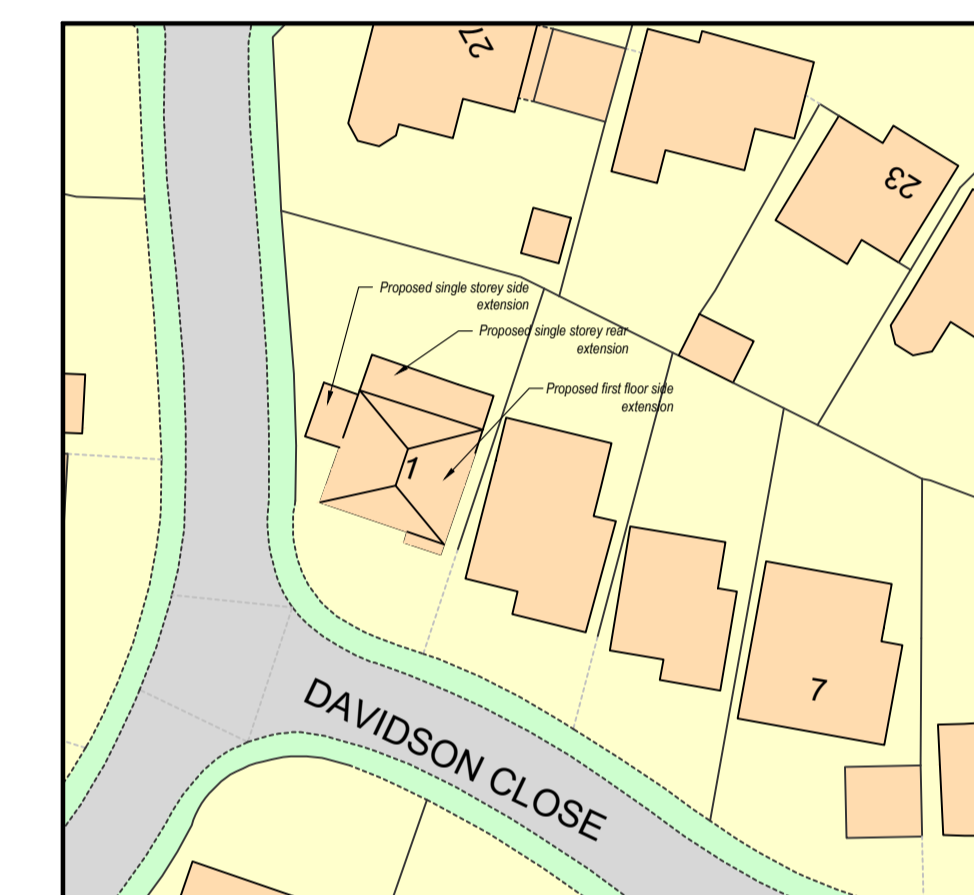 27
23
Proposed single storey side
extension
Proposed single storey rear
extension
Proposed first floor side
extension
1
7
DAVIDSON CLOSE